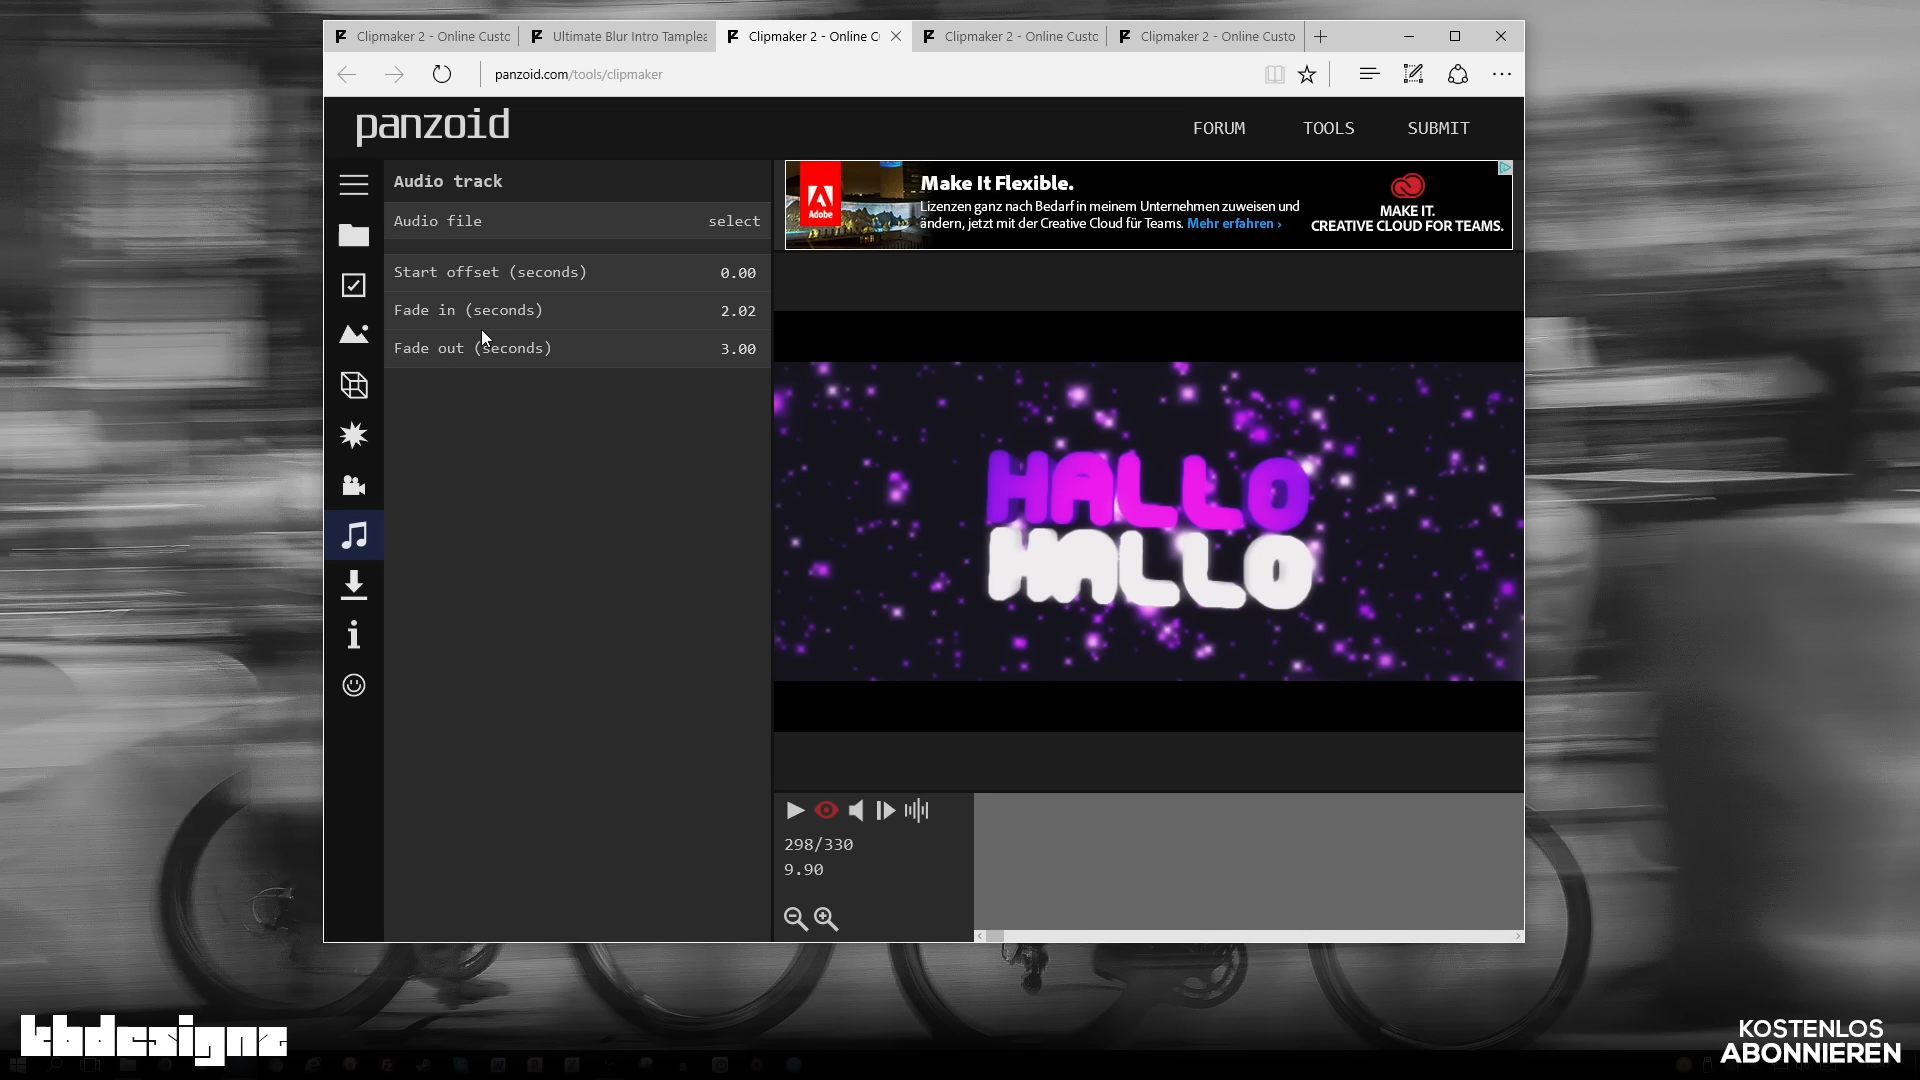 Clipmaker 2 - Online Custo
Ultimate Blur Intro Tamplea
Clipmaker 2 - Online C
Clipmaker 2 - Online Custo
Clipmaker 2 - Online Custo
panzoid.com/tools/clipmaker
panzoid
FORUM
TOOLS
SUBMIT
Audio track
Audio file
select
Start offset (seconds)
0.00
Fade in (seconds)
2.02
Fade out (seconds)
3.00
Adobe
Make It Flexible.
Lizenzen ganz nach Bedarf in meinem Unternehmen zuweisen und
ändern, jetzt mit der Creative Cloud für Teams. Mehr erfahren ›
MAKE IT.
CREATIVE CLOUD FOR TEAMS.
HALLO
HALLO
298/330
9.90
kbdesignz
KOSTENLOS
ABONNIEREN